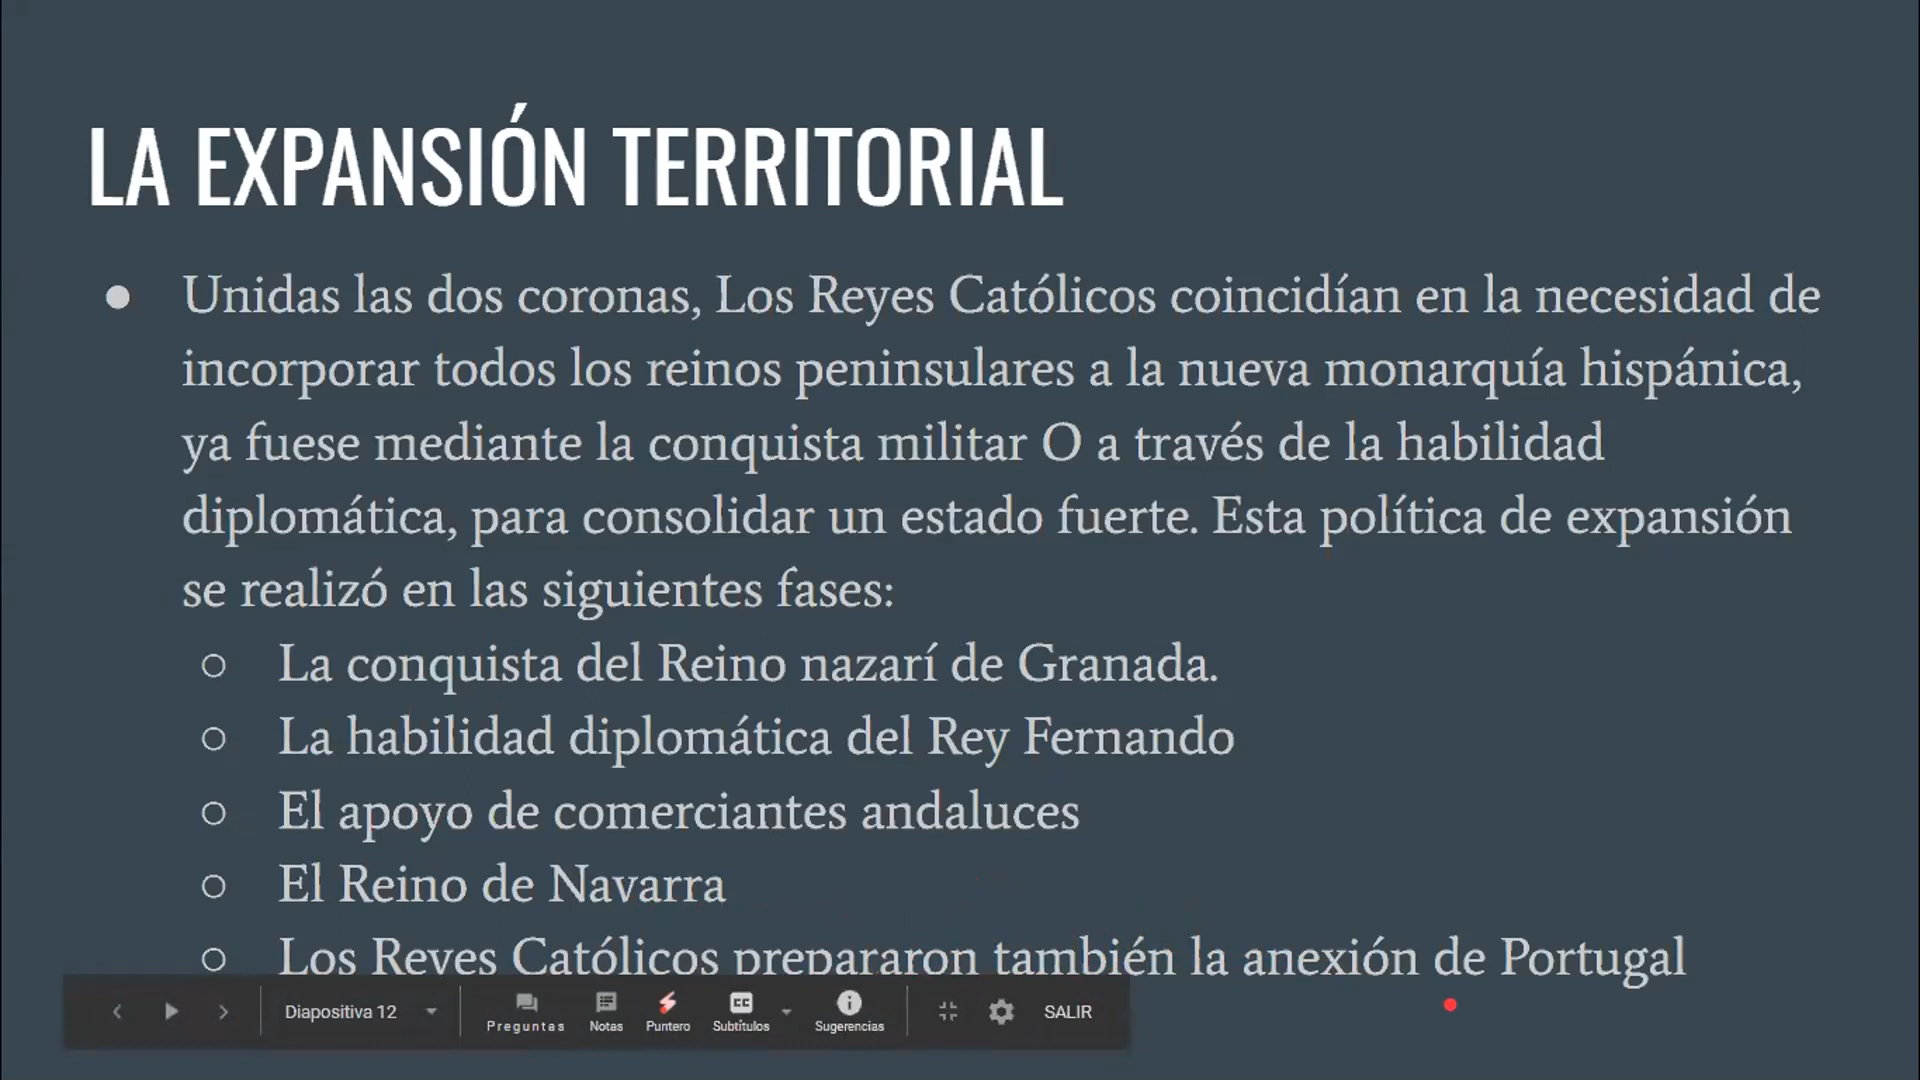 LA EXPANSIÓN TERRITORIAL
● Unidas las dos coronas, Los Reyes Católicos coincidían en la necesidad de
incorporar todos los reinos peninsulares a la nueva monarquía hispánica,
ya fuese mediante la conquista militar O a través de la habilidad
diplomática, para consolidar un estado fuerte. Esta política de expansión
se realizó en las siguientes fases:
○ La conquista del Reino nazarí de Granada.
○ La habilidad diplomática del Rey Fernando
○ El apoyo de comerciantes andaluces
○ El Reino de Navarra
○ Los Reyes Católicos prepararon también la anexión de Portugal
Diapositiva 12
Preguntas
Notas
Puntero
CC
Subtítulos
Sugerencias
SALIR